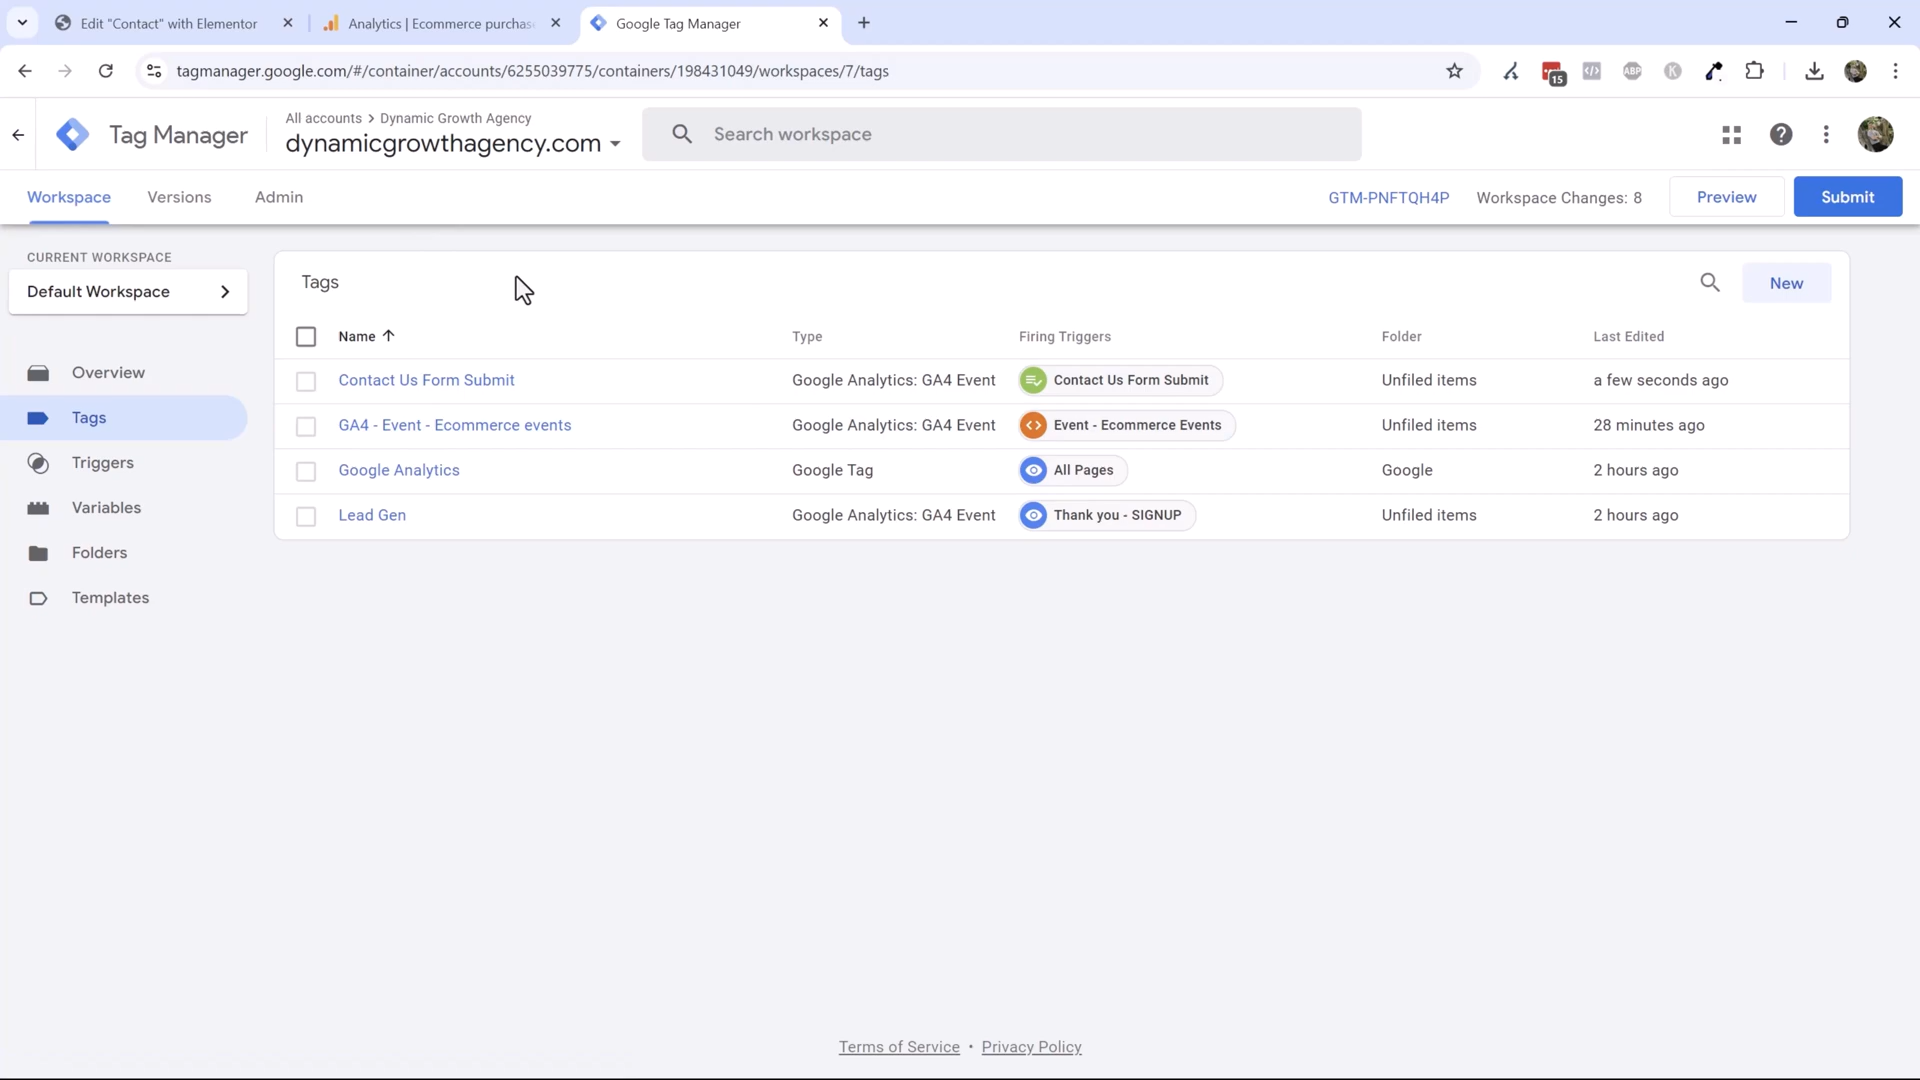 Edit "Contact" with Elementor
Analytics | Ecommerce purchas
Google Tag Manager
tagmanager.google.com/#/container/accounts/6255039775/containers/198431049/workspaces/7/tags
15
ABP
K
Tag Manager
All accounts > Dynamic Growth Agency
dynamicgrowthagency.com
Search workspace
Workspace
Versions
Admin
GTM-PNFTQH4P
Workspace Changes: 8
Preview
Submit
CURRENT WORKSPACE
Default Workspace
Overview
Tags
Triggers
Variables
Folders
Templates
Tags
New
Name Type Firing Triggers Folder Last Edited
Contact Us Form Submit Google Analytics: GA4 Event Contact Us Form Submit Unfiled items a few seconds ago
GA4 - Event - Ecommerce events Google Analytics: GA4 Event Event - Ecommerce Events Unfiled items 28 minutes ago
Google Analytics Google Tag All Pages Google 2 hours ago
Lead Gen Google Analytics: GA4 Event Thank you - SIGNUP Unfiled items 2 hours ago
Terms of Service • Privacy Policy